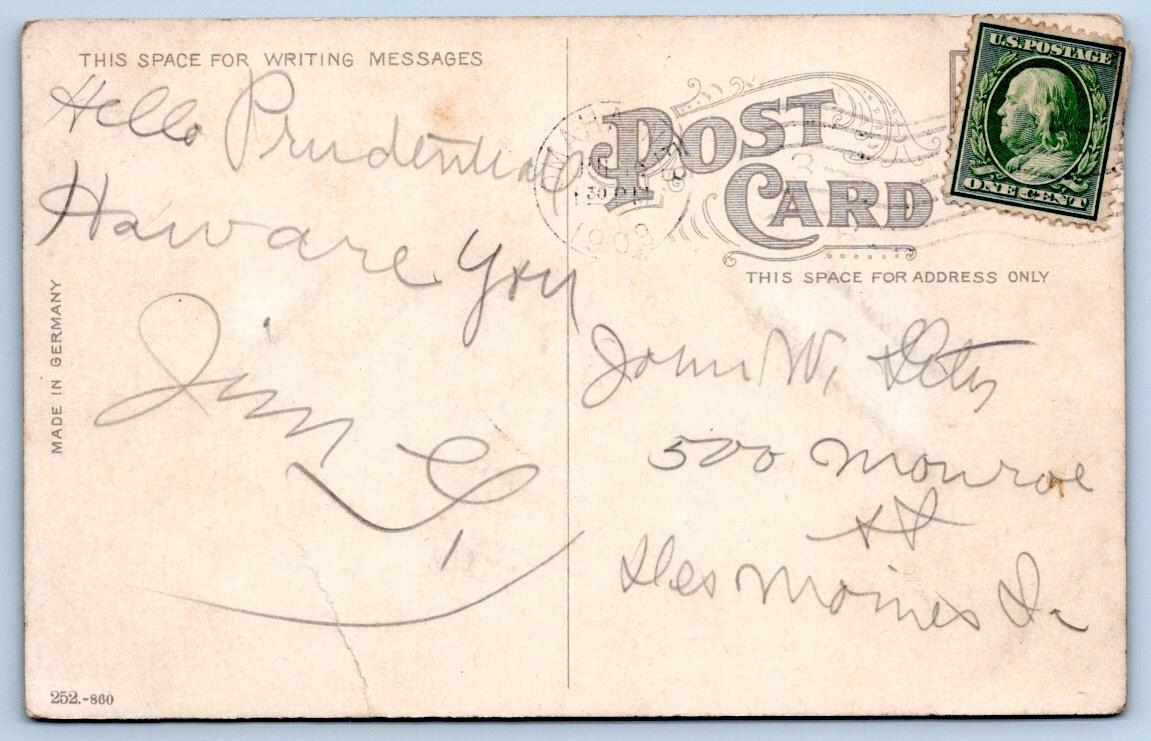 THIS SPACE FOR WRITING MESSAGES
Hello Prudential
Haw are you
Jim
MADE IN GERMANY
252.-860
POST
CARD
THIS SPACE FOR ADDRESS ONLY
U.S. POSTAGE
ONE CENT
OMAHA
1909
John W.
500 Monroe
st
Des Moines Ia